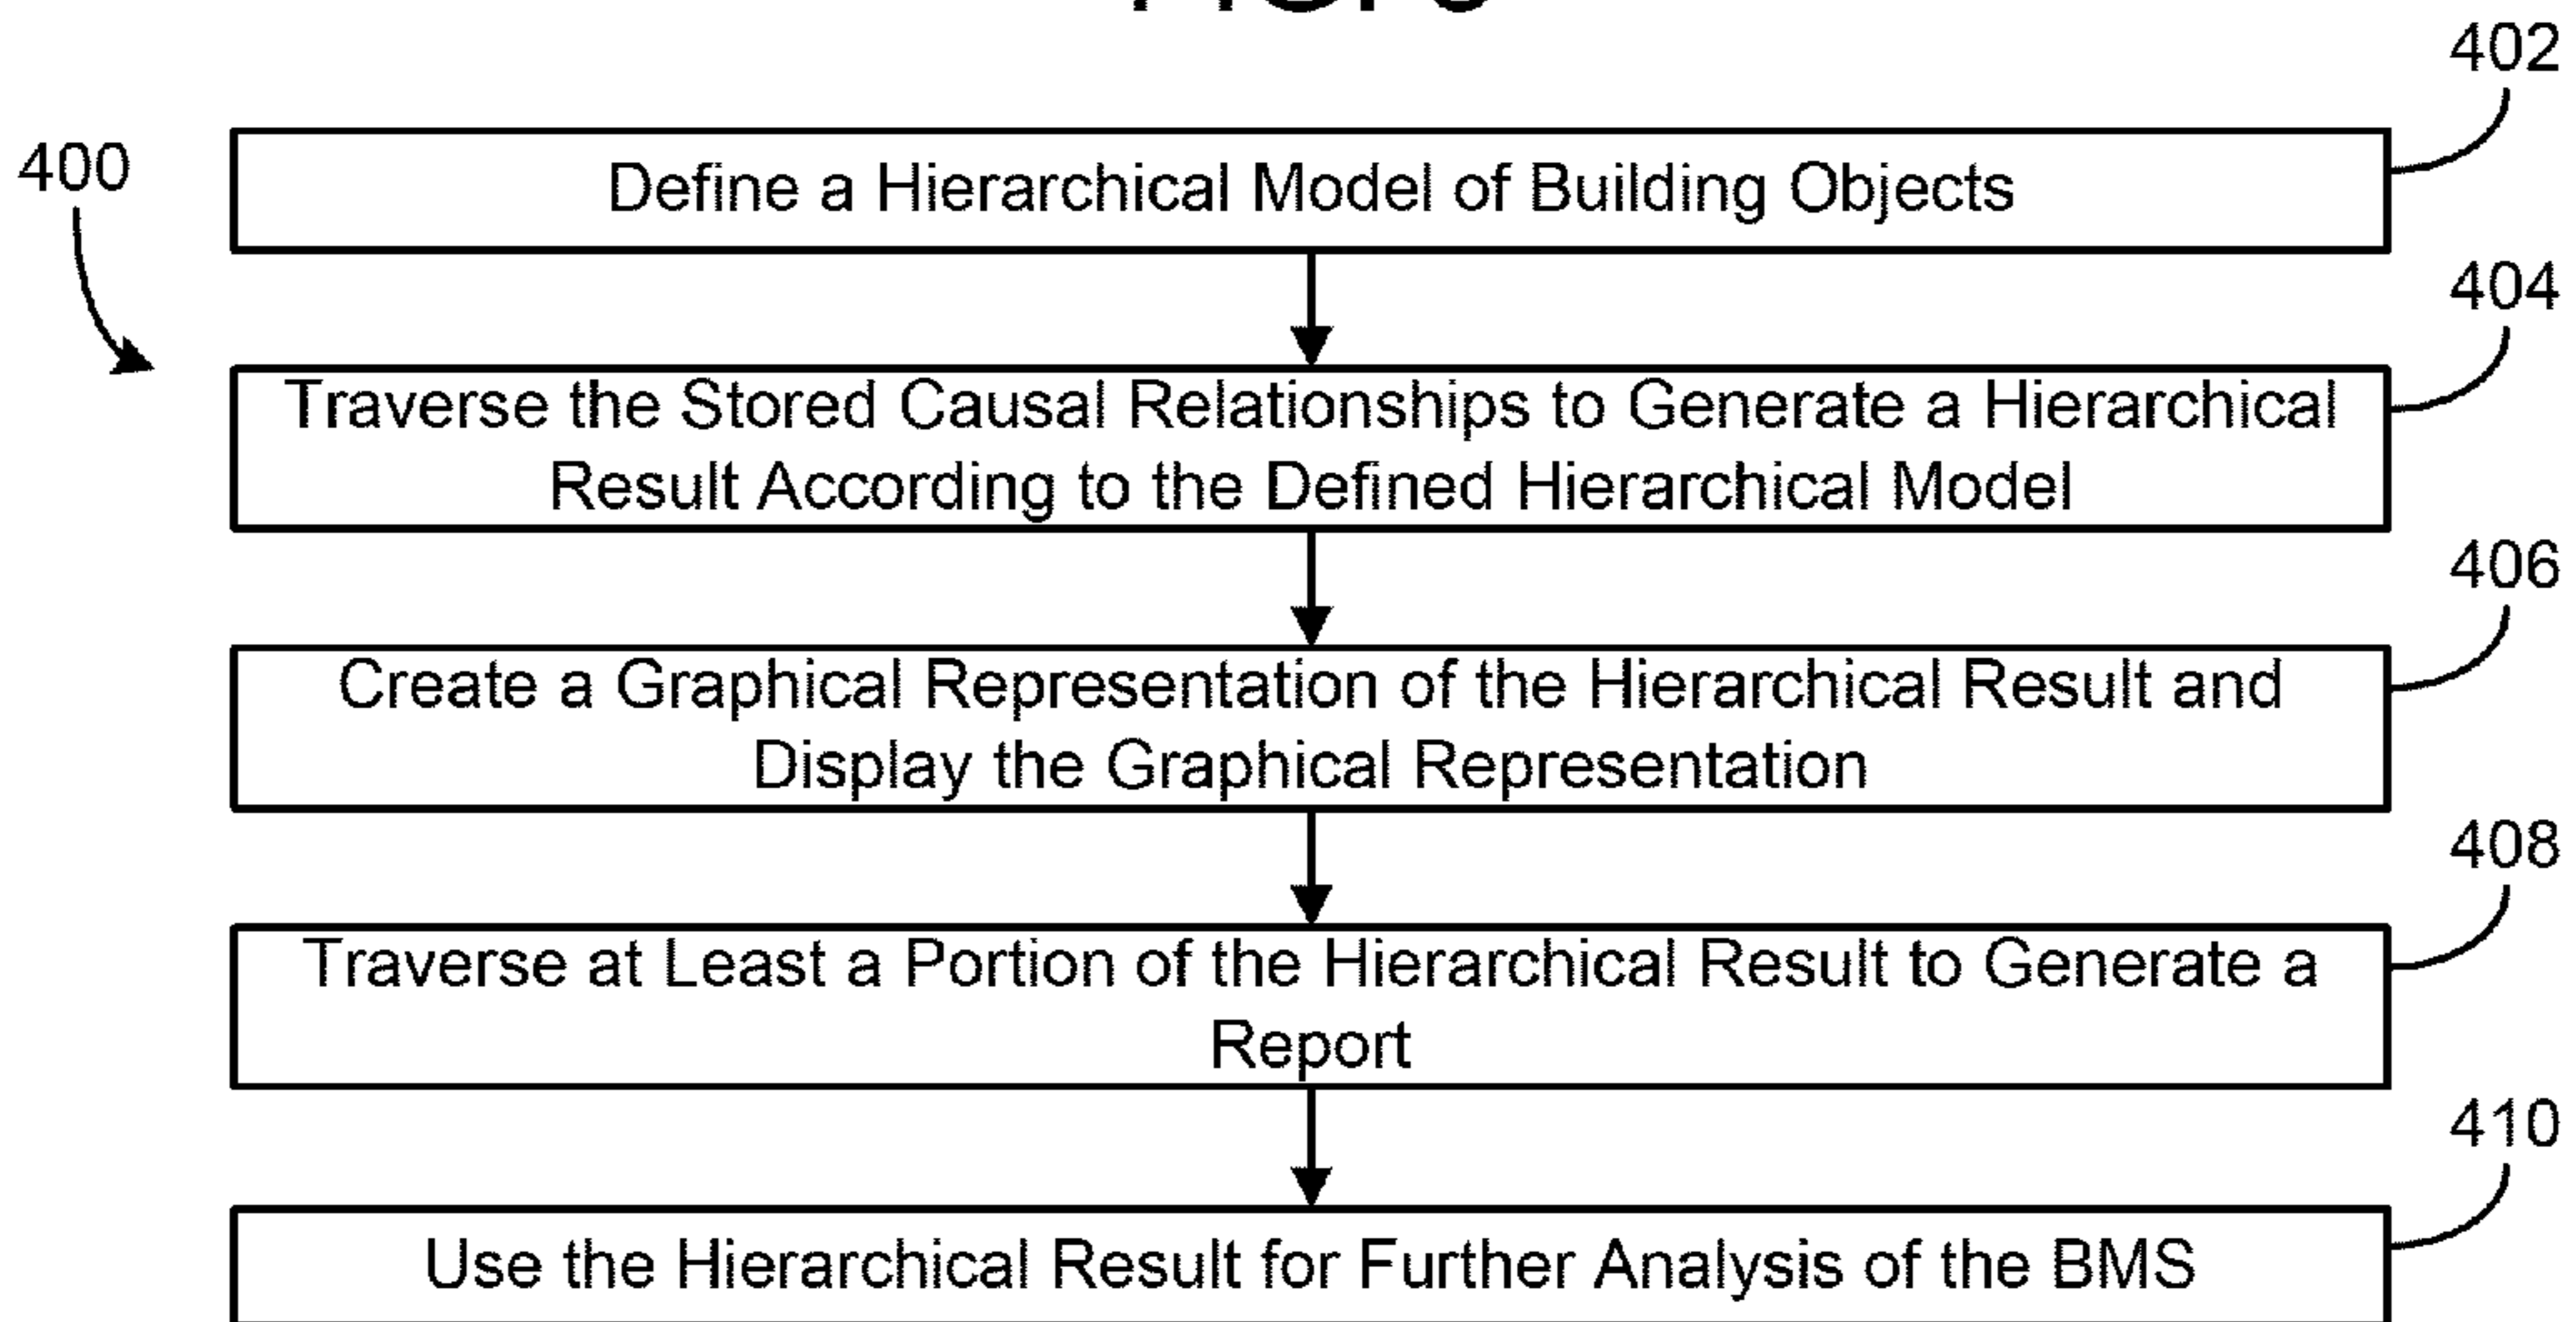 402
400
Define a Hierarchical Model of Building Objects
404
Traverse the Stored Causal Relationships to Generate a Hierarchical
Result According to the Defined Hierarchical Model
406
Create a Graphical Representation of the Hierarchical Result and
Display the Graphical Representation
408
Traverse at Least a Portion of the Hierarchical Result to Generate a
Report
410
Use the Hierarchical Result for Further Analysis of the BMS